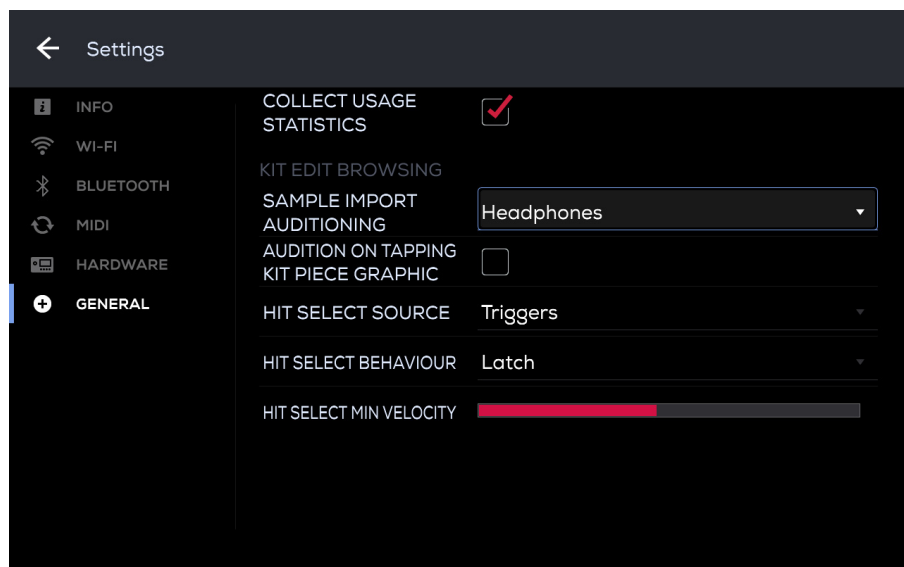 Settings
INFO
WI-FI
BLUETOOTH
MIDI
HARDWARE
GENERAL
COLLECT USAGE
STATISTICS
KIT EDIT BROWSING
SAMPLE IMPORT
AUDITIONING
Headphones
AUDITION ON TAPPING
KIT PIECE GRAPHIC
HIT SELECT SOURCE
Triggers
HIT SELECT BEHAVIOUR
Latch
HIT SELECT MIN VELOCITY